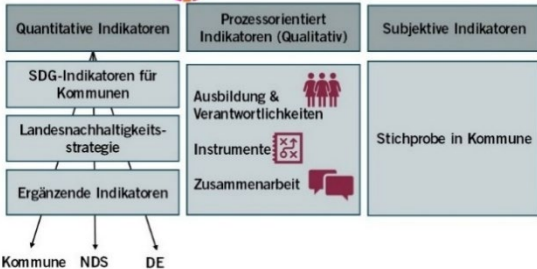 Quantitative Indikatoren
SDG-Indikatoren für
Kommunen
Landesnachhaltigkeits-
strategie
Ergänzende Indikatoren
Kommune NDS DE
Prozessorientiert
Indikatoren (Qualitativ)
Ausbildung &
Verantwortlichkeiten
Instrumente
Zusammenarbeit
Subjektive Indikatoren
Stichprobe in Kommune